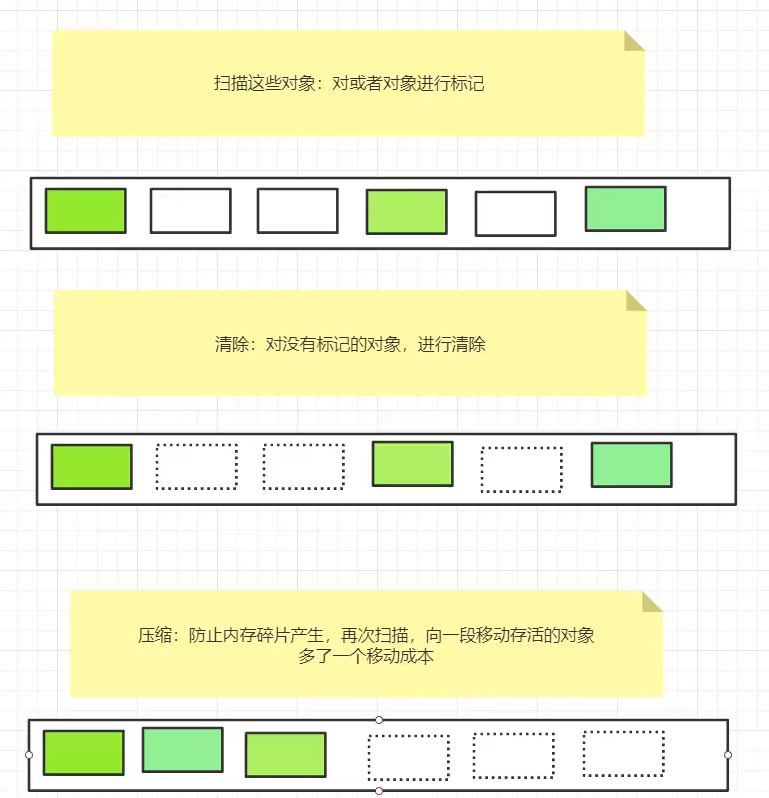 扫描这些对象：对或者对象进行标记
清除：对没有标记的对象，进行清除
压缩：防止内存碎片产生，再次扫描，向一段移动存活的对象
多了一个移动成本